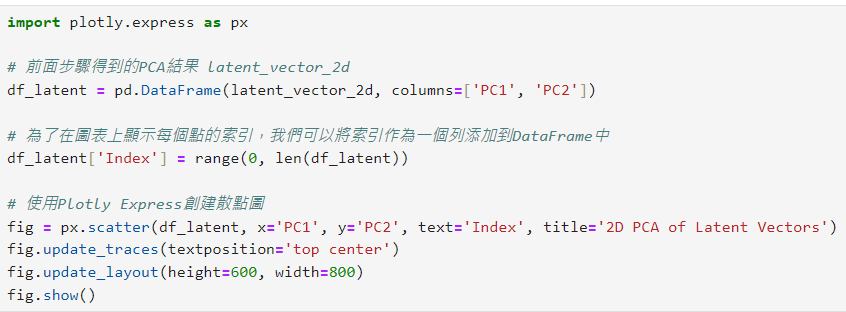 import plotly.express as px
# 前面步驟得到的PCA結果 latent_vector_2d
df_latent = pd.DataFrame(latent_vector_2d, columns=['PC1', 'PC2'])
# 為了在圖表上顯示每個點的索引，我們可以將索引作為一個列添加到DataFrame中
df_latent['Index'] = range(0, len(df_latent))
# 使用Plotly Express創建散點圖
fig = px.scatter(df_latent, x='PC1', y='PC2', text='Index', title='2D PCA of Latent Vectors')
fig.update_traces(textposition='top center')
fig.update_layout(height=600, width=800)
fig.show()